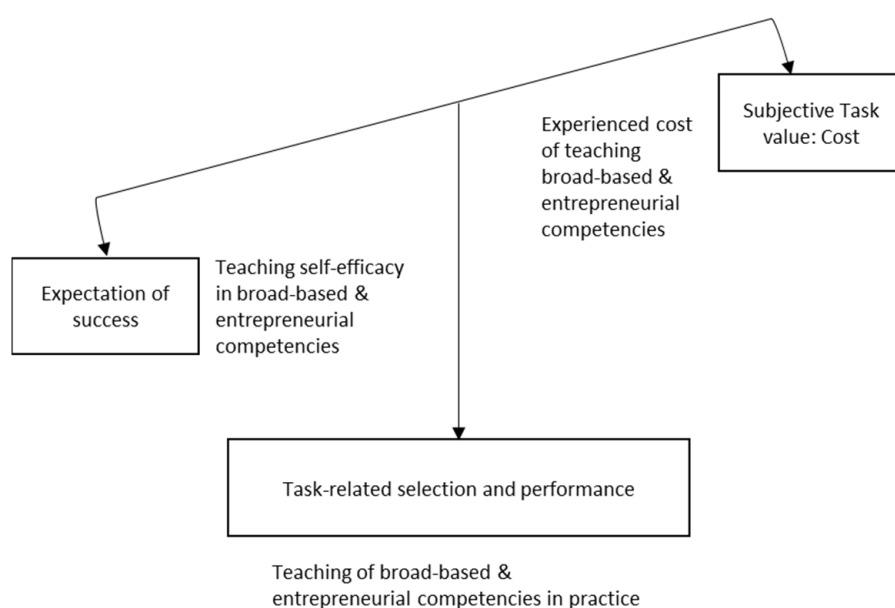 Subjective Task
value: Cost
Experienced cost
of teaching
broad-based &
entrepreneurial
competencies
Expectation of
success
Teaching self-efficacy
in broad-based &
entrepreneurial
competencies
Task-related selection and performance
Teaching of broad-based &
entrepreneurial competencies in practice